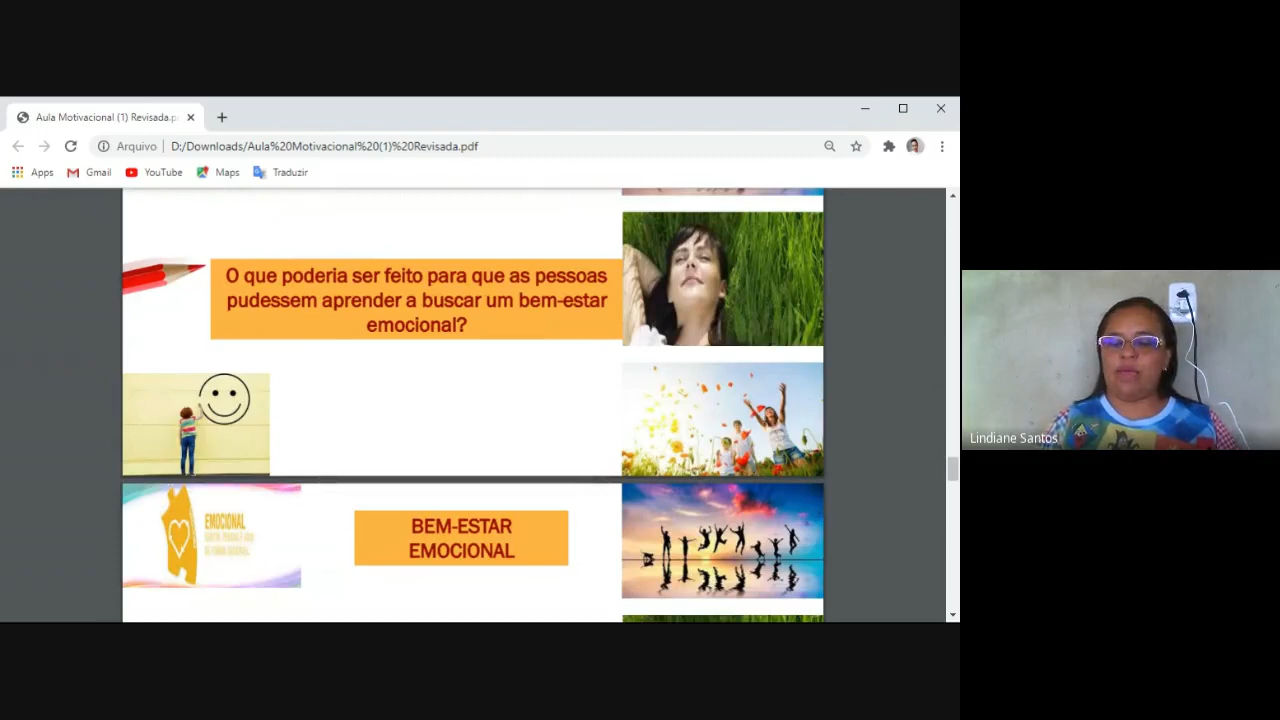 Aula Motivacional (1) Revisada.p
Arquivo
D:/Downloads/Aula%20Motivacional%20(1)%20Revisada.pdf
Apps
Gmail
YouTube
Maps
Traduzir
O que poderia ser feito para que as pessoas
pudessem aprender a buscar um bem-estar
emocional?
EMOCIONAL
BEM-ESTAR
EMOCIONAL
Lindiane Santos